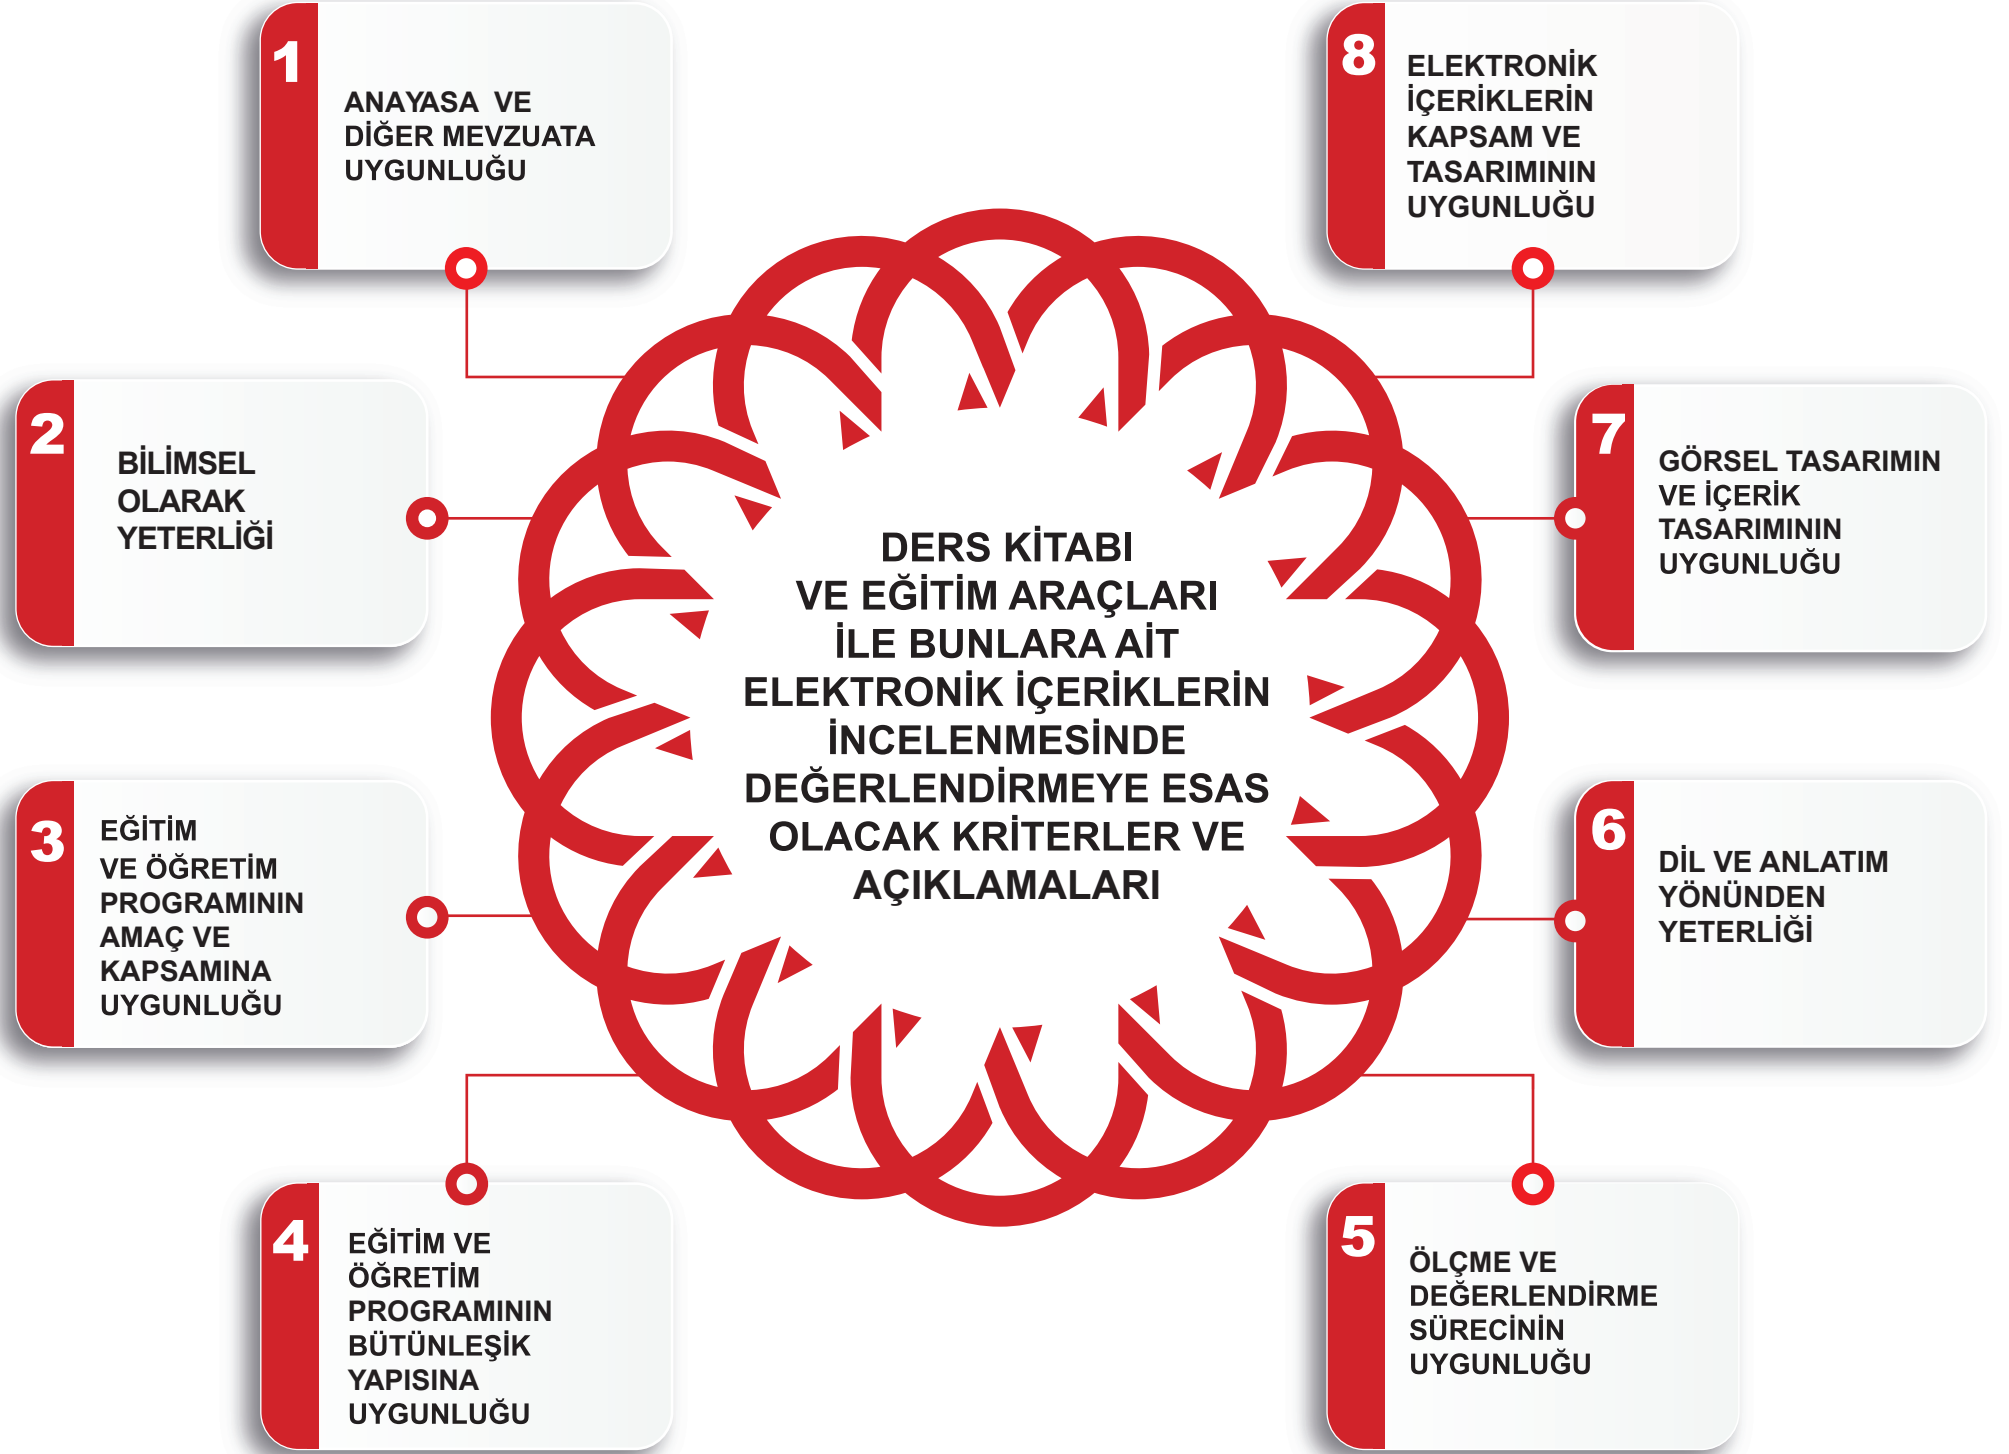 1
ANAYASA VE
DİĞER MEVZUATA
UYGUNLUĞU
2
BİLİMSEL
OLARAK
YETERLİĞİ
3
EĞİTİM
VE ÖĞRETİM
PROGRAMININ
AMAÇ VE
KAPSAMINA
UYGUNLUĞU
4
EĞİTİM VE
ÖĞRETİM
PROGRAMININ
BÜTÜNLEŞİK
YAPISINA
UYGUNLUĞU
DERS KİTABI
VE EĞİTİM ARAÇLARI
İLE BUNLARA AİT
ELEKTRONİK İÇERİKLERİN
İNCELENMESİNDE
DEĞERLENDİRMEYE ESAS
OLACAK KRİTERLER VE
AÇIKLAMALARI
5
ÖLÇME VE
DEĞERLENDİRME
SÜRECİNİN
UYGUNLUĞU
6
DİL VE ANLATIM
YÖNÜNDEN
YETERLİĞİ
7
GÖRSEL TASARIMIN
VE İÇERİK
TASARIMININ
UYGUNLUĞU
8
ELEKTRONİK
İÇERİKLERİN
KAPSAM VE
TASARIMININ
UYGUNLUĞU